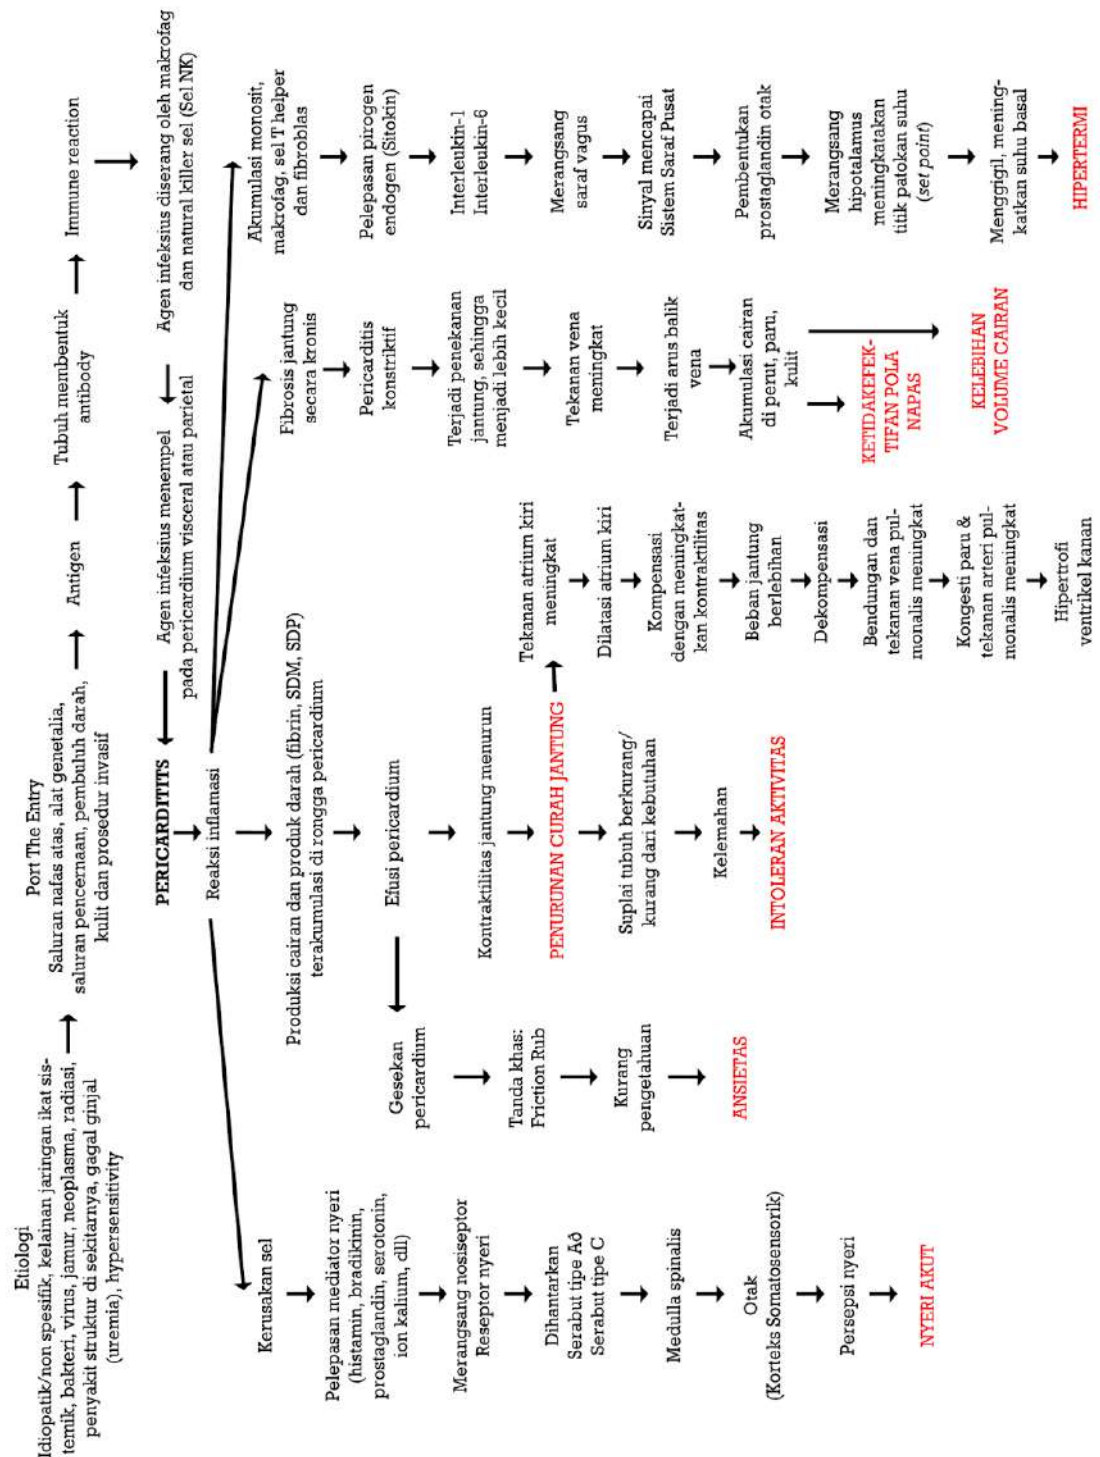 Etiologi
Idiopatik/non spesifik, kelainan jaringan ikat sis-
temik, bakteri, virus, jamur, neoplasma, radiasi,
penyakit struktur di sekitarnya, gagal ginjal
(uremia), hypersensitivity
Port The Entry
Saluran nafas atas, alat genetalia,
saluran pencernaan, pembuluh darah,
kulit dan prosedur invasif
Antigen
Tubuh membentuk
antibody
Immune reaction
Agen infeksius diserang oleh makrofag
dan natural killer sel (Sel NK)
Agen infeksius menempel
pada pericardium visceral atau parietal
PERICARDITITS
Reaksi inflamasi
Kerusakan sel
Pelepasan mediator nyeri
(histamin, bradikinin,
prostaglandin, serotonin,
ion kalium, dll)
Merangsang nosiseptor
Reseptor nyeri
Dihantarkan
Serabut tipe Aδ
Serabut tipe C
Medulla spinalis
Otak
(Korteks Somatosensorik)
Persepsi nyeri
NYERI AKUT
Produksi cairan dan produk darah (fibrin, SDM, SDP)
terakumulasi di rongga pericardium
Efusi pericardium
Gesekan
pericardium
Tanda khas:
Friction Rub
Kurang
pengetahuan
ANSIETAS
Kontraktilitas jantung menurun
PENURUNAN CURAH JANTUNG
Suplai tubuh berkurang/
kurang dari kebutuhan
Kelemahan
INTOLERAN AKTIVITAS
Tekanan atrium kiri
meningkat
Dilatasi atrium kiri
Kompensasi
dengan meningkat-
kan kontraktilitas
Beban jantung
berlebihan
Dekompensasi
Bendungan dan
tekanan vena pul-
monalis meningkat
Kongesti paru &
tekanan arteri pul-
monalis meningkat
Hipertrofi
ventrikel kanan
Fibrosis jantung
secara kronis
Pericarditis
konstriktif
Terjadi penekanan
jantung, sehingga
menjadi lebih kecil
Tekanan vena
meningkat
Terjadi arus balik
vena
Akumulasi cairan
di perut, paru,
kulit
KETIDAKEFEK-
TIFAN POLA
NAPAS
KELEBIHAN
VOLUME CAIRAN
Akumulasi monosit,
makrofag, sel T helper
dan fibroblas
Pelepasan pirogen
endogen (Sitokin)
Interleukin-1
Interleukin-6
Merangsang
saraf vagus
Sinyal mencapai
Sistem Saraf Pusat
Pembentukan
prostaglandin otak
Merangsang
hipotalamus
meningkatakan
titik patokan suhu
(set point)
Menggigil, mening-
katkan suhu basal
HIPERTERMI